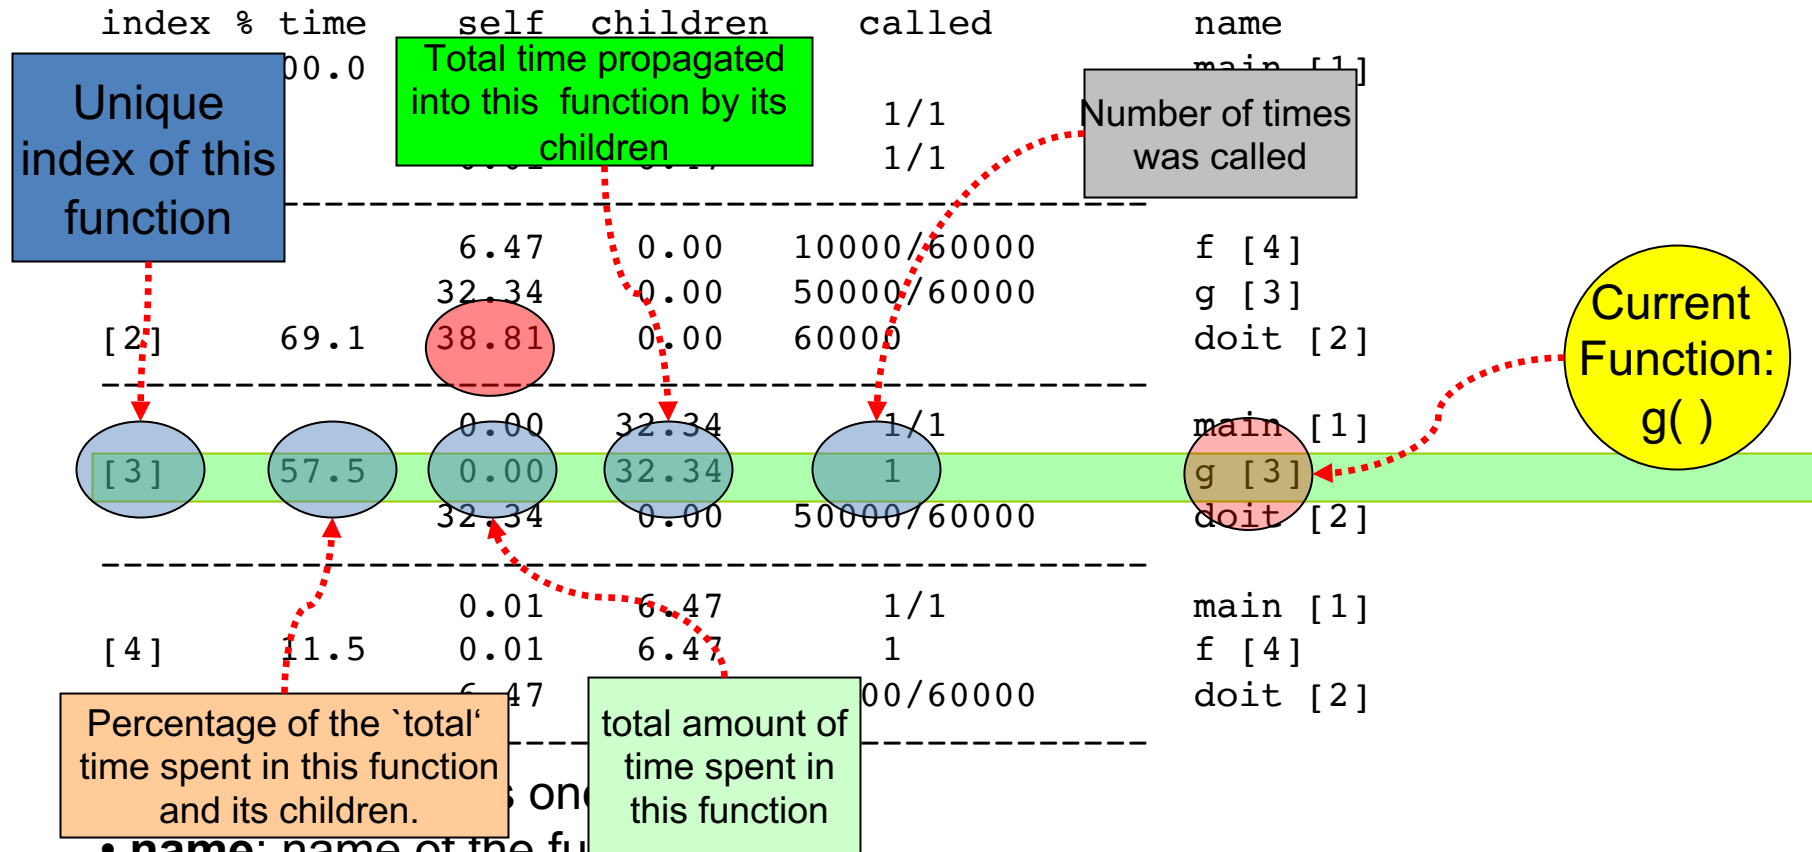 index % time self children called name
00.0 main [1]
1/1
1/1
Unique
index of this
function
Total time propagated
into this function by its
children
Number of times
was called
6.47 0.00 10000/60000 f [4]
32.34 0.00 50000/60000 g [3]
[2] 69.1 38.81 0.00 60000 doit [2]
Current
Function:
g( )
0.00 32.34 1/1 main [1]
[3] 57.5 0.00 32.34 1 g [3]
32.34 0.00 50000/60000 doit [2]
0.01 6.47 1/1 main [1]
[4] 11.5 0.01 6.47 1 f [4]
47 00/60000 doit [2]
Percentage of the `total‘
time spent in this function
and its children.
total amount of
time spent in
this function
• name: name of the